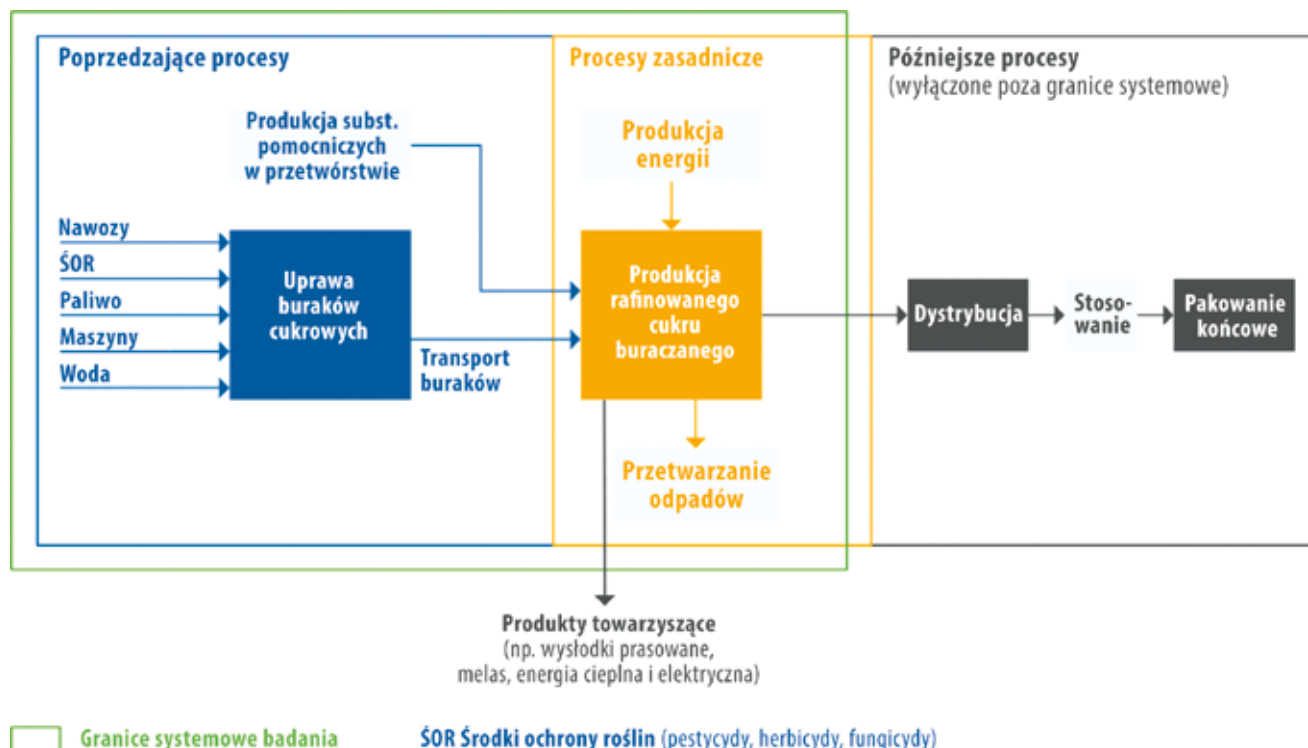 Poprzedzające procesy
Procesy zasadnicze
Późniejsze procesy
(wyłączone poza granice systemowe)
Produkcja subst.
pomocniczych
w przetwórstwie
Produkcja
energii
Nawozy
ŚOR
Paliwo
Maszyny
Woda
Uprawa
buraków
cukrowych
Transport
buraków
Produkcja
rafinowanego
cukru
buraczanego
Dystrybucja
Stoso-
wanie
Pakowanie
końcowe
Przetwarzanie
odpadów
Produkty towarzyszące
(np. wysłodki prasowane,
melas, energia cieplna i elektryczna)
Granice systemowe badania
ŚOR Środki ochrony roślin (pestycydy, herbicydy, fungicydy)